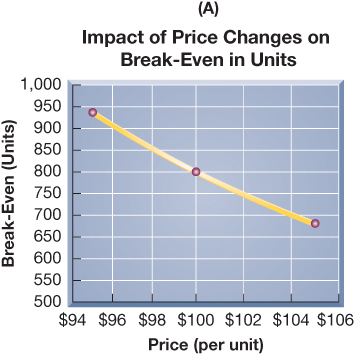 (A)
Impact of Price Changes on
Break-Even in Units
Break-Even (Units)
1,000
950
900
850
800
750
700
650
600
550
500
$94 $96 $98 $100 $102 $104 $106
Price (per unit)